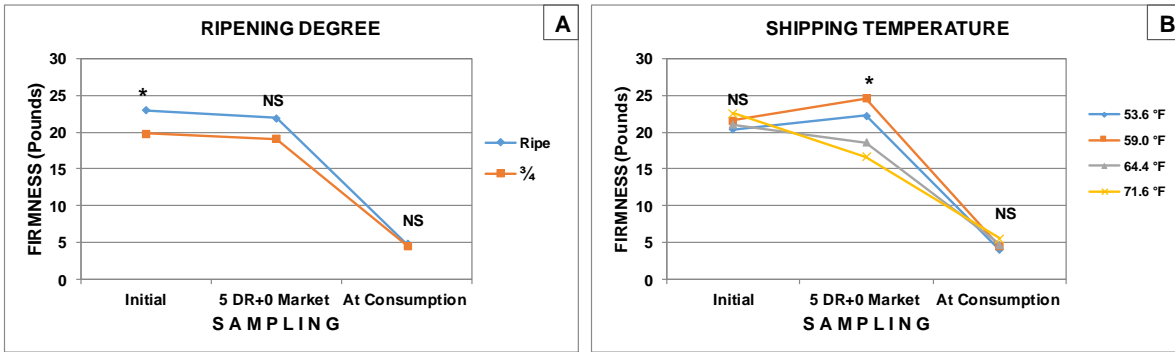 RIPENING DEGREE
A
FIRMNESS (Pounds)
30
25
20
15
10
5
0
*
NS
NS
Initial
5 DR+0 Market
At Consumption
SAMPLING
Ripe
¾
SHIPPING TEMPERATURE
B
FIRMNESS (Pounds)
30
25
20
15
10
5
0
NS
*
NS
Initial
5 DR+0 Market
At Consumption
SAMPLING
53.6 °F
59.0 °F
64.4 °F
71.6 °F